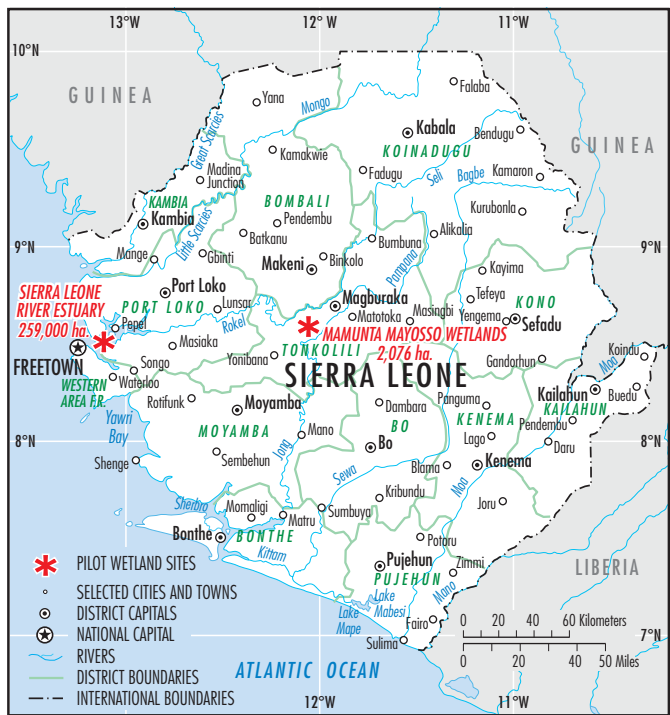 13°W
12°W
11°W
10°N
10°N
GUINEA
Yana
Mongo
Falaba
Kabala
Bendugu
KOINADUGU
GUINEA
Great Scarcies
Kamakwie
Madina
Junction
Fadugu
Seli
Bagbe
Kamaron
KAMBIA
BOMBALI
Kambia
Little Scarcies
Pendembu
Kurubonla
Batkanu
Bumbuna
Alikalia
9°N
9°N
Mange
Gbinti
Makeni
Binkolo
Pampana
Kayima
SIERRA LEONE
RIVER ESTUARY
259,000 ha.
Port Loko
PORT LOKO
Lunsar
Magburaka
Tefeya
KONO
Pepel
Rokel
Matotoka
Masingbi
Yengema
Sefadu
MAMUNTA MAYOSSO WETLANDS
2,076 ha.
FREETOWN
Masiaka
Yonibana
TONKOLILI
Koindu
Songo
SIERRA LEONE
Gandorhun
Moa
Waterloo
WESTERN
AREA F.R.
Rotifunk
Moyamba
Dambara
Panguma
Kailahun
Buedu
KAILAHUN
Yawri
Bay
MOYAMBA
Jong
Mano
BO
KENEMA
Pendembu
8°N
8°N
Bo
Lago
Daru
Shenge
Sembehun
Sewa
Blama
Kenema
Moa
Sherbro
Momaligi
Matru
Sumbuya
Kribundu
Joru
Bonthe
BONTHE
Kittam
Potoru
Pujehun
Zimmi
PUJEHUN
Mano
LIBERIA
Lake
Mabesi
Lake
Mape
Fairo
Sulima
7°N
ATLANTIC OCEAN
PILOT WETLAND SITES
SELECTED CITIES AND TOWNS
DISTRICT CAPITALS
NATIONAL CAPITAL
RIVERS
DISTRICT BOUNDARIES
INTERNATIONAL BOUNDARIES
0 20 40 60 Kilometers
0 20 40 50 Miles
12°W
11°W